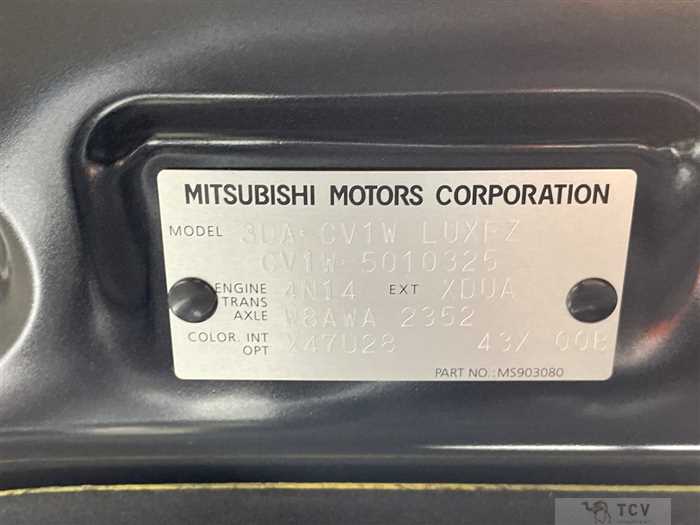 MITSUBISHI MOTORS CORPORATION
MODEL 3DA-CV1W LUXFZ
CV1W-5010325
ENGINE 4N14 EXT XDUA
TRANS AXLE W8AWA 2352
COLOR. INT OPT X47U28 43X 008
PART NO.: MS903080
TCV